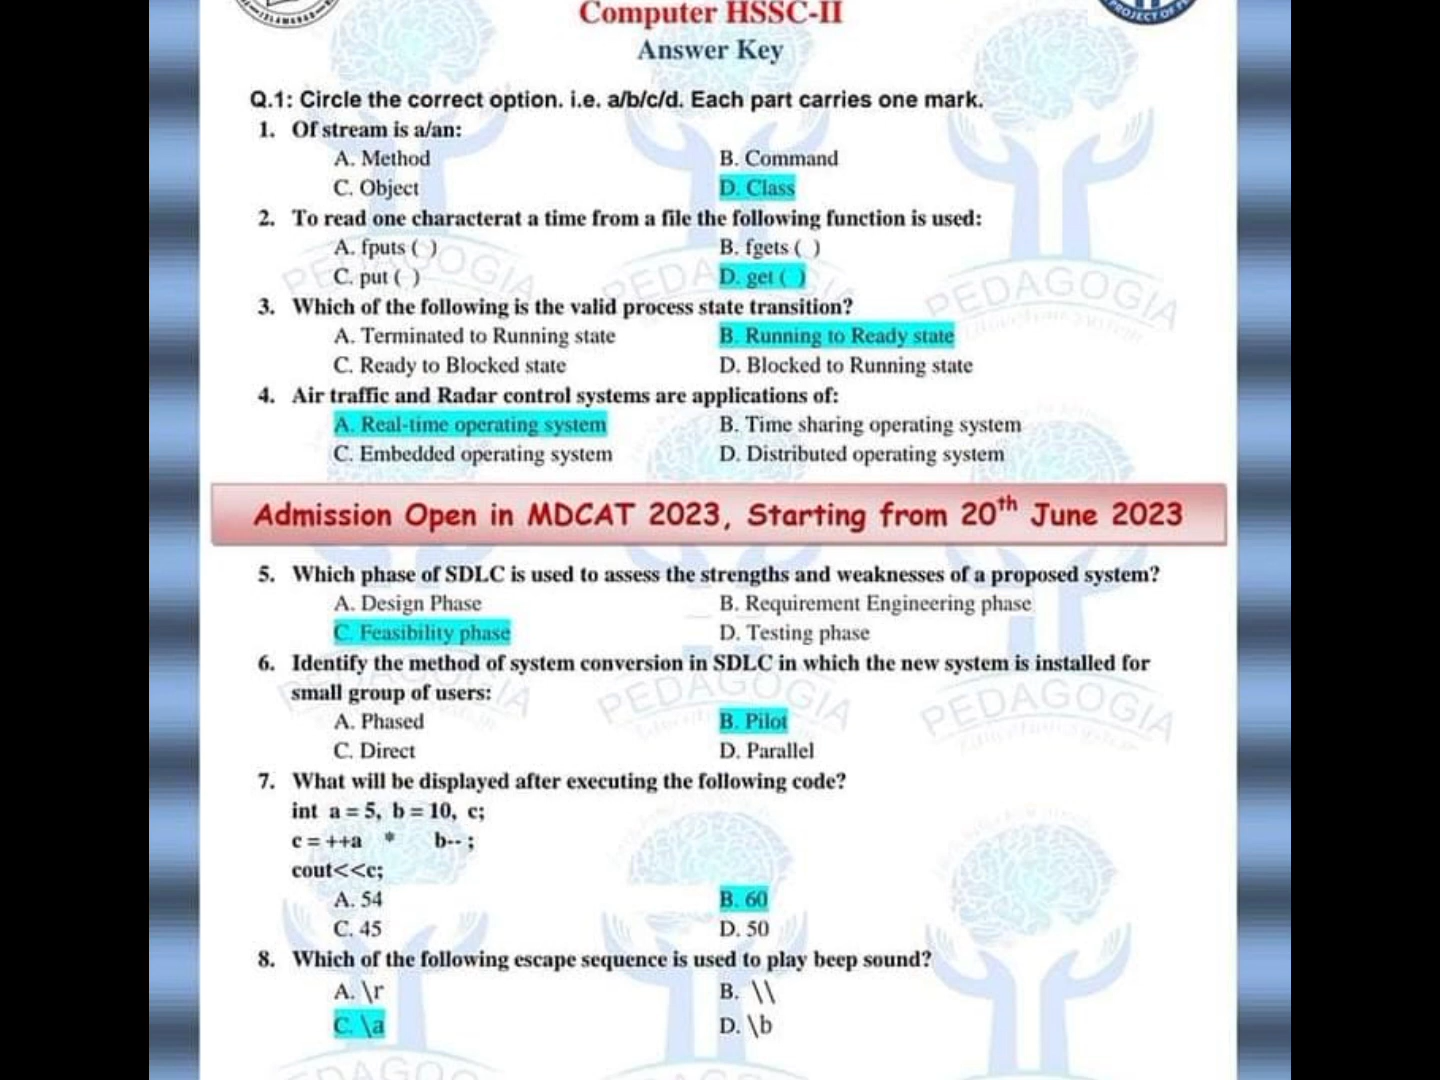 ISLAMABAD
PROJECT OF
Computer HSSC-II
Answer Key
Q.1: Circle the correct option. i.e. a/b/c/d. Each part carries one mark.
1. Of stream is a/an:
A. Method B. Command
C. Object D. Class
2. To read one characterat a time from a file the following function is used:
A. fputs ( ) B. fgets ( )
C. put ( ) D. get ( )
3. Which of the following is the valid process state transition?
A. Terminated to Running state B. Running to Ready state
C. Ready to Blocked state D. Blocked to Running state
4. Air traffic and Radar control systems are applications of:
A. Real-time operating system B. Time sharing operating system
C. Embedded operating system D. Distributed operating system
Admission Open in MDCAT 2023, Starting from 20th June 2023
5. Which phase of SDLC is used to assess the strengths and weaknesses of a proposed system?
A. Design Phase B. Requirement Engineering phase
C. Feasibility phase D. Testing phase
6. Identify the method of system conversion in SDLC in which the new system is installed for
small group of users:
A. Phased B. Pilot
C. Direct D. Parallel
7. What will be displayed after executing the following code?
int a = 5, b = 10, c;
c = ++a * b-- ;
cout<<c;
A. 54 B. 60
C. 45 D. 50
8. Which of the following escape sequence is used to play beep sound?
A. \r B. \\
C. \a D. \b
PEDAGOGIA PEDAGOGIA PEDAGOGIA
PEDAGOGIA PEDAGOGIA PEDAGOGIA